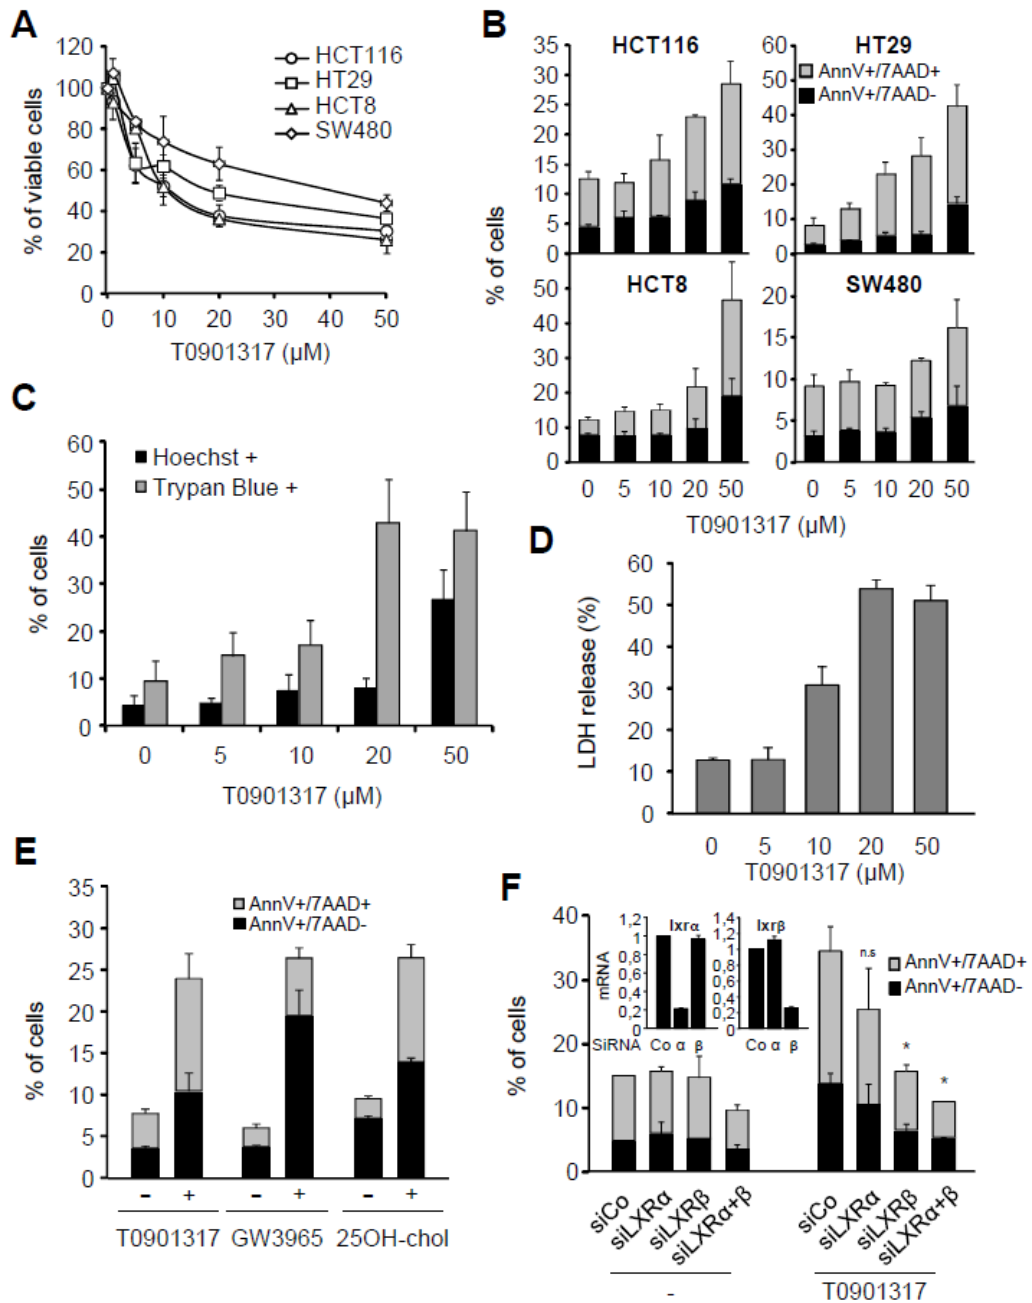 A
% of viable cells
120
100
80
60
40
20
0
HCT116
HT29
HCT8
SW480
0 10 20 30 40 50
T0901317 (µM)
B
% of cells
HCT116
35
30
25
20
15
10
5
0
HT29
60
50
40
30
20
10
0
AnnV+/7AAD+
AnnV+/7AAD-
HCT8
50
40
30
20
10
0
SW480
20
15
10
5
0
0 5 10 20 50
0 5 10 20 50
T0901317 (µM)
C
% of cells
60
50
40
30
20
10
0
Hoechst +
Trypan Blue +
0 5 10 20 50
T0901317 (µM)
D
LDH release (%)
60
50
40
30
20
10
0
0 5 10 20 50
T0901317 (µM)
E
% of cells
35
30
25
20
15
10
5
0
AnnV+/7AAD+
AnnV+/7AAD-
- + - + - +
T0901317 GW3965 25OH-chol
F
% of cells
40
30
20
10
0
mRNA
lxrα
1,2
1
0,8
0,6
0,4
0,2
0
lxrβ
1,4
1,2
1
0,8
0,6
0,4
0,2
0
SiRNA Co α β Co α β
n.s
*
*
AnnV+/7AAD+
AnnV+/7AAD-
siCo siLXRα siLXRβ siLXRα+β siCo siLXRα siLXRβ siLXRα+β
- T0901317